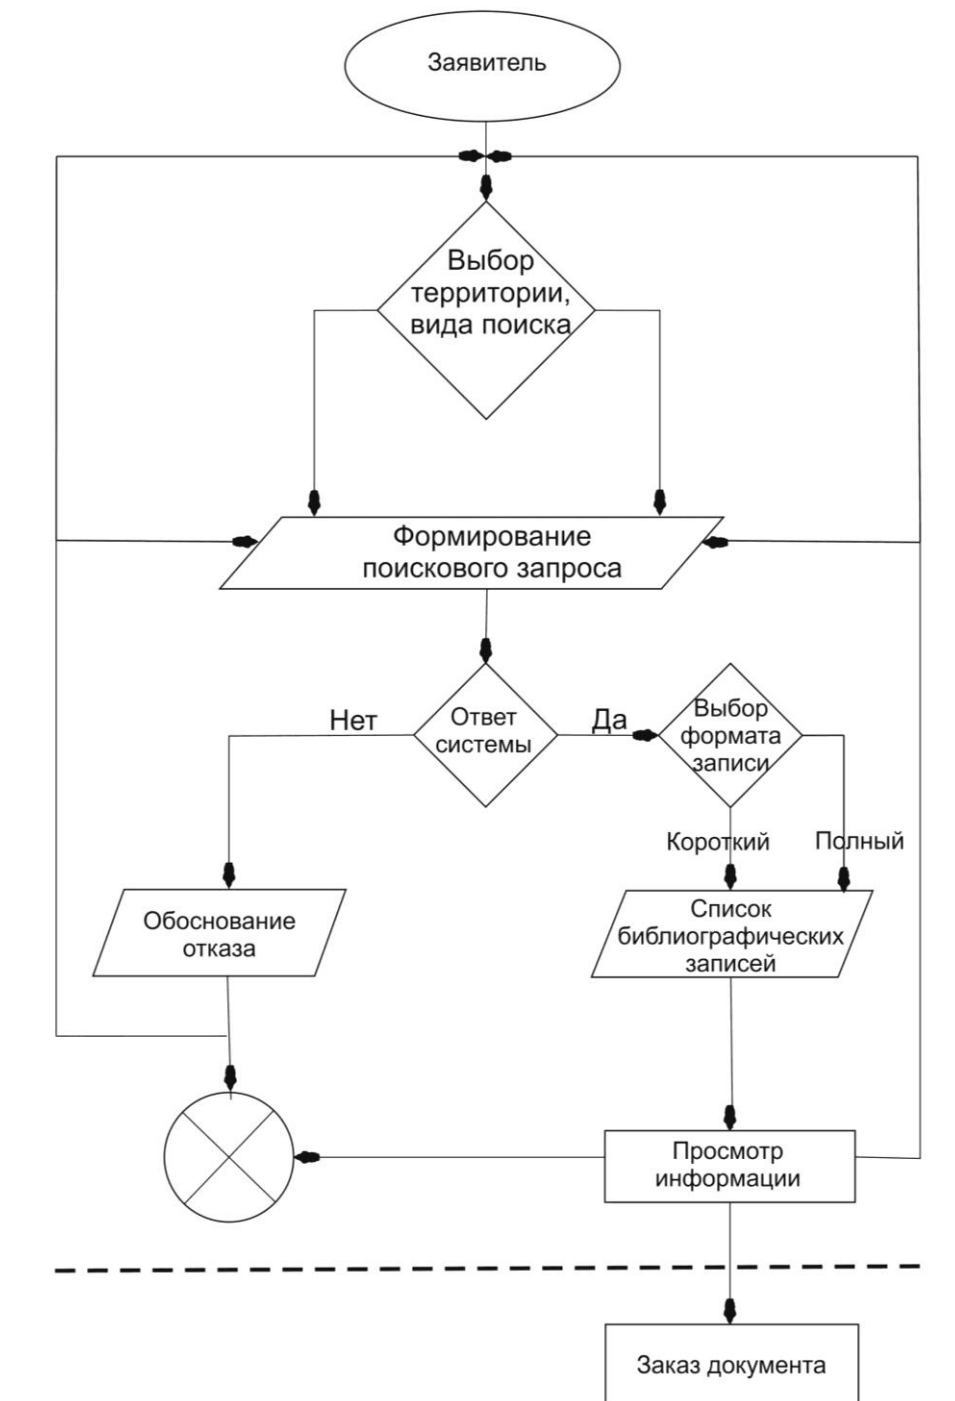 Заявитель
Выбор
территории,
вида поиска
Формирование
поискового запроса
Нет
Ответ
системы
Да
Выбор
формата
записи
Короткий
Полный
Обоснование
отказа
Список
библиографических
записей
Просмотр
информации
Заказ документа